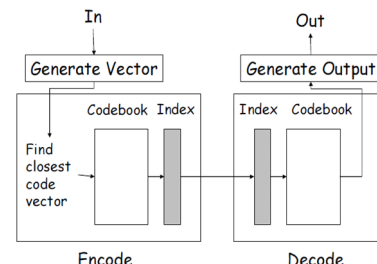 In
Out
Generate Vector
Generate Output
Codebook Index
Index Codebook
Find
closest
code
vector
Encode
Decode